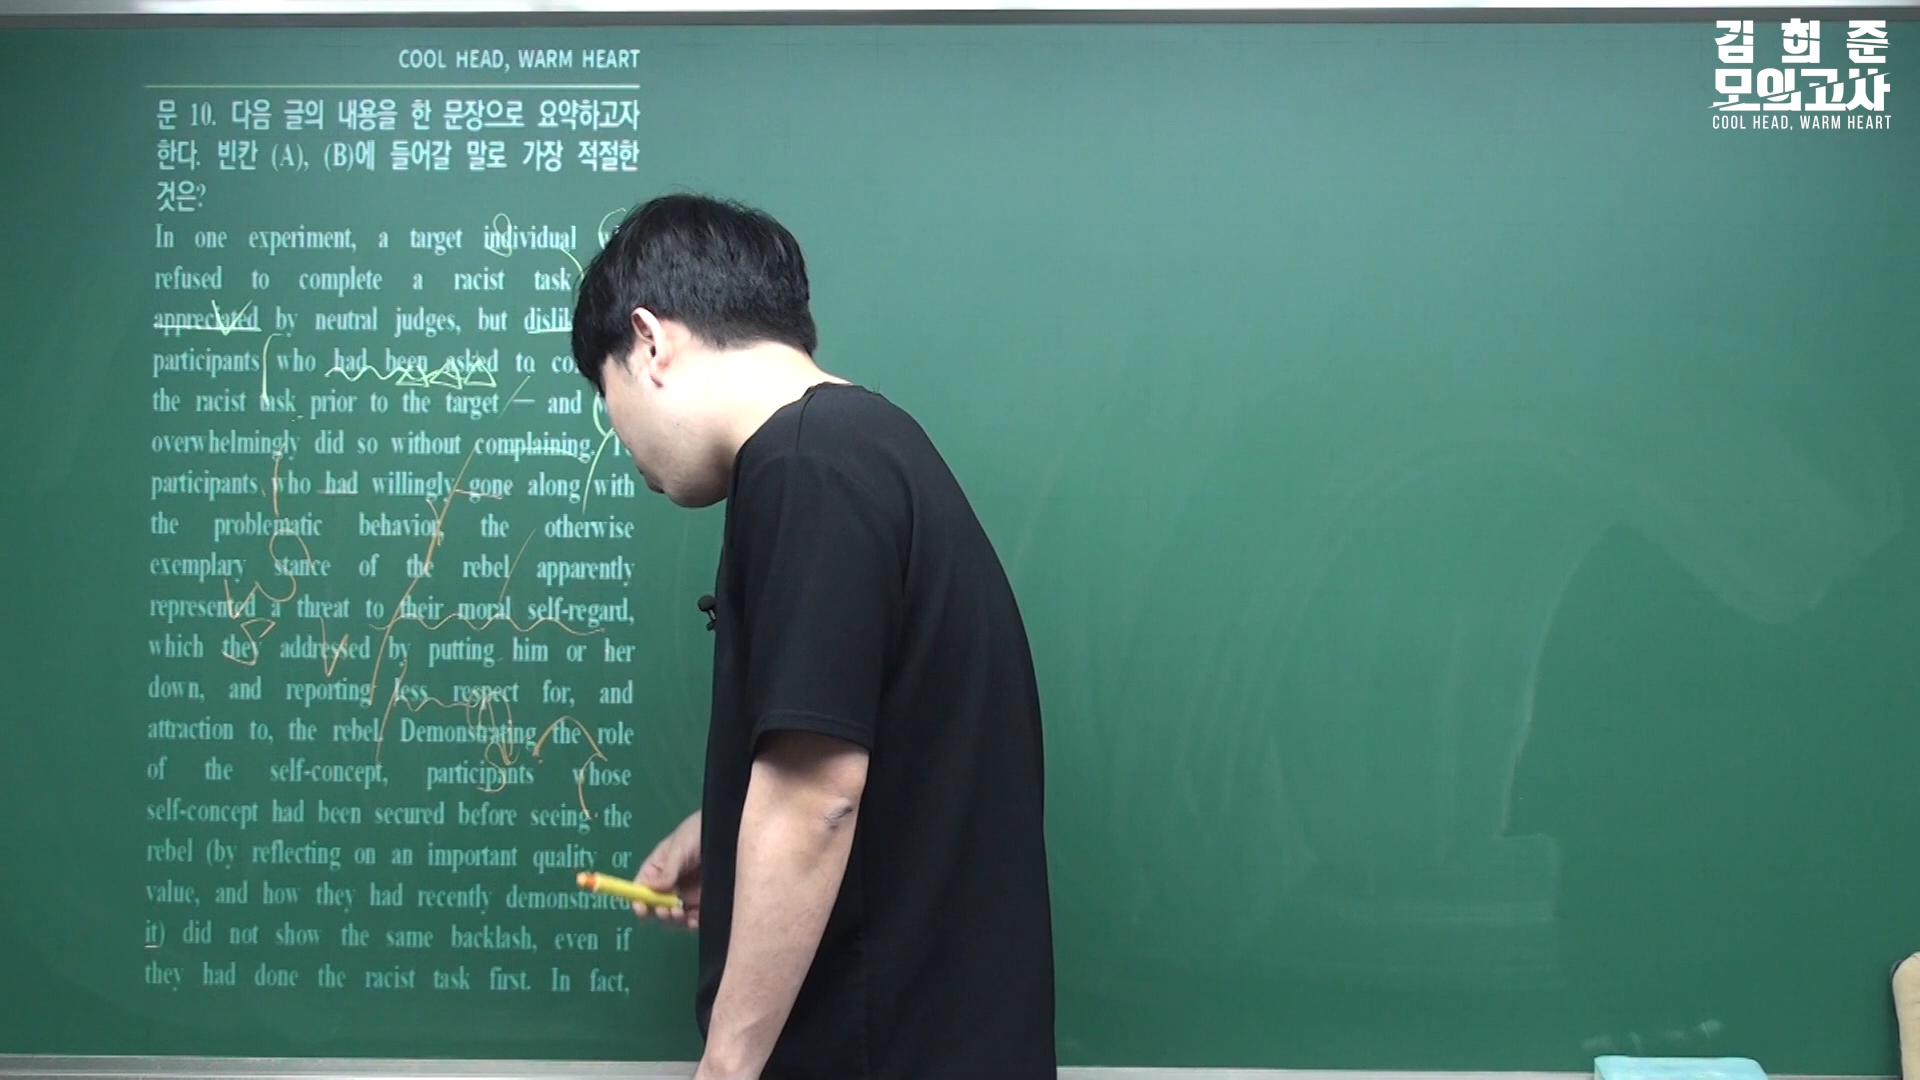 COOL HEAD, WARM HEART
문 10. 다음 글의 내용을 한 문장으로 요약하고자
한다. 빈칸 (A), (B)에 들어갈 말로 가장 적절한
것은?
In one experiment, a target individual
refused to complete a racist task
appreciated by neutral judges, but
participants who had been asked to
the racist task prior to the target — and
overwhelmingly did so without complaining.
participants who had willingly gone along with
the problematic behavior, the otherwise
exemplary stance of the rebel apparently
represented a threat to their moral self-regard,
which they addressed by putting him or her
down, and reporting less respect for, and
attraction to, the rebel. Demonstrating the role
of the self-concept, participants whose
self-concept had been secured before seeing the
rebel (by reflecting on an important quality or
value, and how they had recently demonstrated
it) did not show the same backlash, even if
they had done the racist task first. In fact,
김희준
모의고사
COOL HEAD, WARM HEART